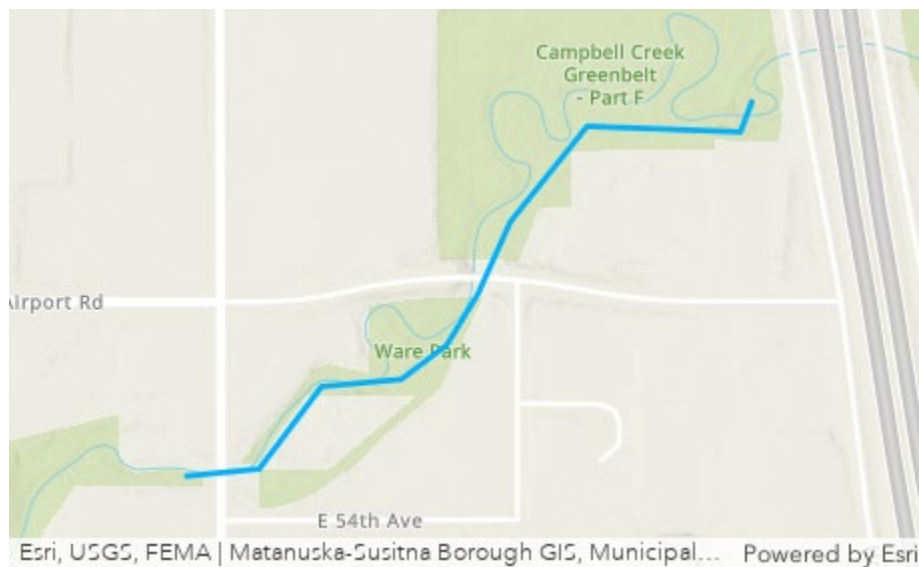 Campbell Creek
Greenbelt
- Part F
Airport Rd
Ware Park
E 54th Ave
Esri, USGS, FEMA | Matanuska-Susitna Borough GIS, Municipal... Powered by Esri